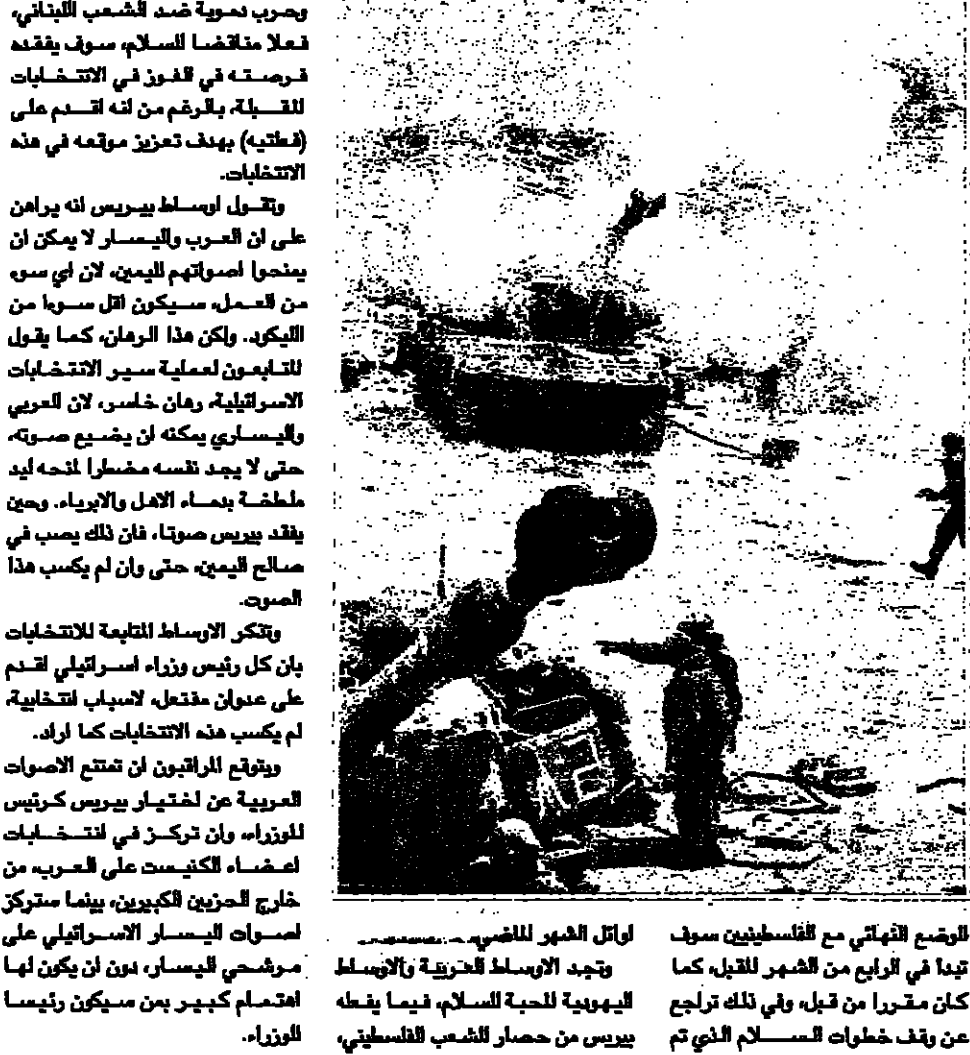 للوضع النهائي مع الفلسطينيين سوف
تبدأ في الرابع من الشهر المقبل، كما
كان مقررا من قبل، وفي ذلك تراجع
عن وقف خطوات الســـلام الذي تم
اوائل الشهر الماضي.
وتجد الاوساط العربية والاوساط
اليهودية المحبة للسلام، فيما يفعله
بيريس من حصار للشعب الفلسطيني،
وحرب دموية ضد الشعب اللبناني،
فعلا مناقضا للسلام، سوف يفقده
فرصته في الفوز في الانتخابات
المقبلة، بالرغم من انه اقدم على
(فعلتيه) بهدف تعزيز موقعه في هذه
الانتخابات.
وتقول اوساط بيريس انه يراهن
على ان العرب واليسار لا يمكن ان
يمنحوا اصواتهم لليمين، لان اي سوء
من العمل، سيكون اقل سوءا من
الليكود. ولكن هذا الرهان، كما يقول
المتابعون لعملية سير الانتخابات
الاسرائيلية، رهان خاسر، لان العربي
واليساري يمكنه ان يضيع صوته،
حتى لا يجد نفسه مضطرا لمنحه ليد
ملطخة بدماء الاهل والابرياء. وحين
يفقد بيريس صوتا، فان ذلك يصب في
صالح اليمين، حتى وان لم يكسب هذا
الصوت.
وتذكر الاوساط المتابعة للانتخابات
بان كل رئيس وزراء اسرائيلي اقدم
على عدوان مفتعل، لاسباب انتخابية،
لم يكسب هذه الانتخابات كما اراد.
ويتوقع المراقبون ان تمتنع الاصوات
العربية عن اختيار بيريس كرئيس
للوزراء، وان تركز في انتخابات
اعضاء الكنيست على العرب، من
خارج الحزبين الكبيرين، بينما ستركز
اصوات اليسار الاسرائيلي على
مرشحي اليسار، دون ان يكون لها
اهتمام كبير بمن سيكون رئيسا
للوزراء.